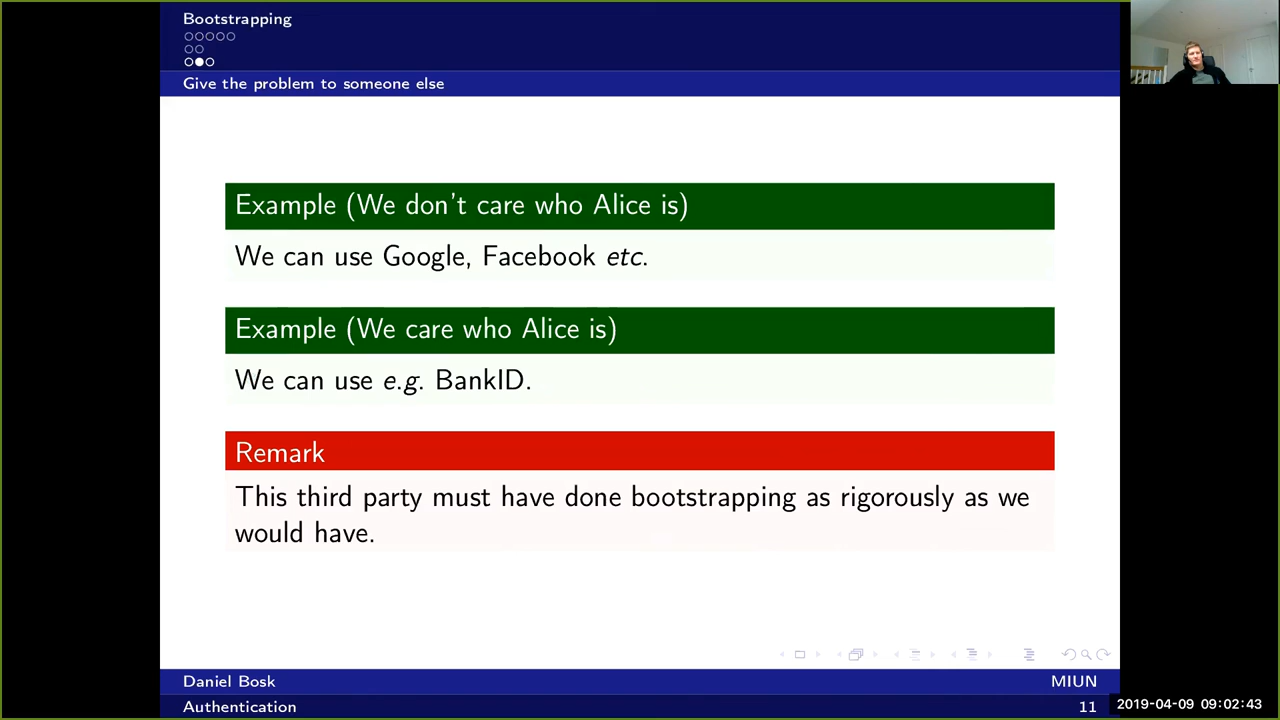 Bootstrapping
Give the problem to someone else
Example (We don't care who Alice is)
We can use Google, Facebook etc.
Example (We care who Alice is)
We can use e.g. BankID.
Remark
This third party must have done bootstrapping as rigorously as we
would have.
Daniel Bosk MIUN
Authentication 11
2019-04-09 09:02:43